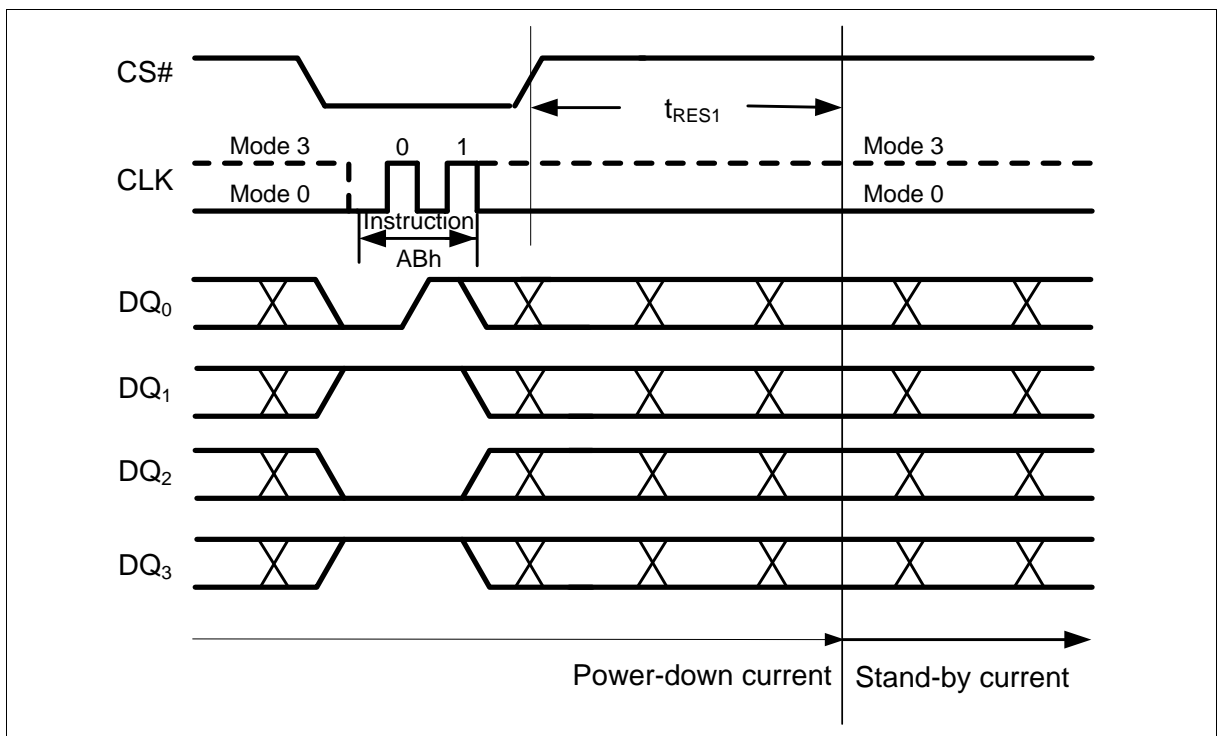 CS#
tRES1
Mode 3 0 1 Mode 3
CLK
Mode 0 Mode 0
Instruction
ABh
DQ0
DQ1
DQ2
DQ3
Power-down current Stand-by current